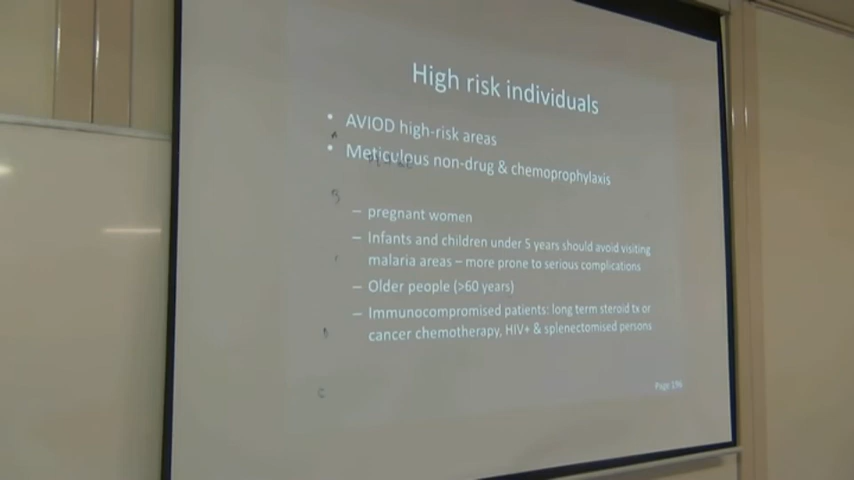 High risk individuals
• AVIOD high-risk areas
• Meticulous non-drug & chemoprophylaxis
– pregnant women
– Infants and children under 5 years should avoid visiting
malaria areas – more prone to serious complications
– Older people (>60 years)
– Immunocompromised patients: long term steroid tx or
cancer chemotherapy, HIV+ & splenectomised persons
Page 196